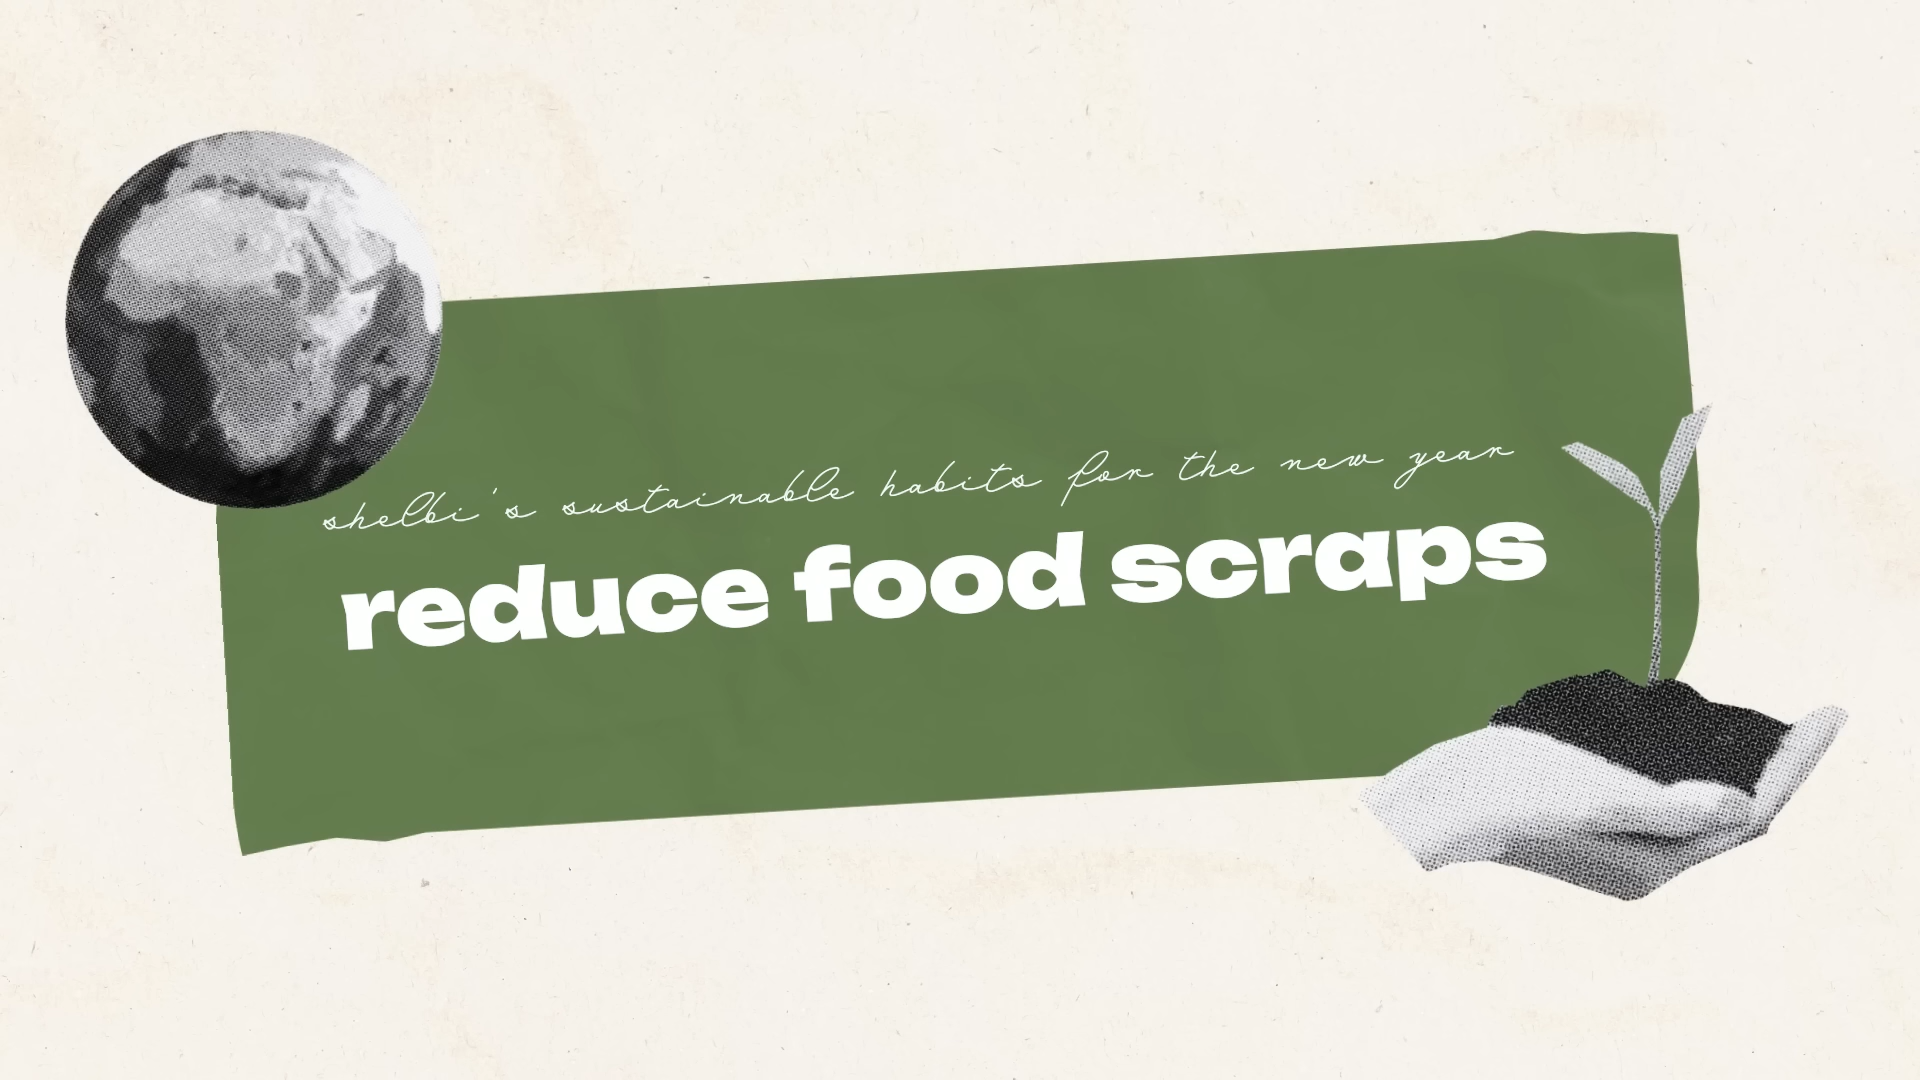 shelbi's sustainable habits for the new year
reduce food scraps